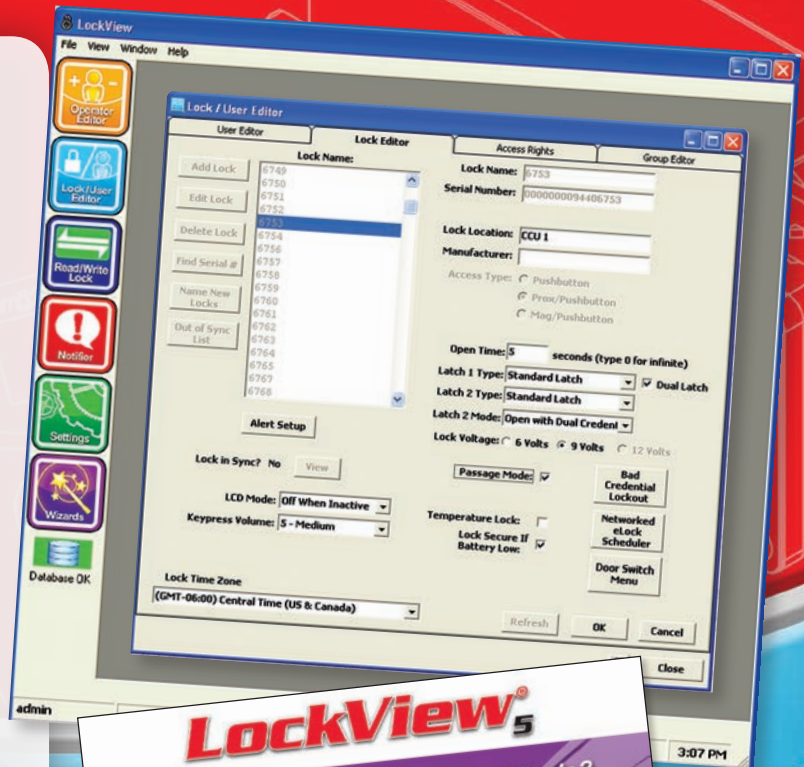 LockView
File View Window Help
Operator
Editor
Lock/User
Editor
Read/Write
Lock
Notifier
Settings
Wizards
Database OK
admin
Lock / User Editor
User Editor
Lock Editor
Access Rights
Group Editor
Lock Name:
Add Lock
Edit Lock
Delete Lock
Find Serial #
Name New
Locks
Out of Sync
List
6749
6750
6751
6752
6753
6754
6756
6757
6758
6759
6760
6761
6762
6763
6764
6765
6767
6768
Alert Setup
Lock in Sync? No View
LCD Mode: Off When Inactive
Keypress Volume: 5 - Medium
Lock Time Zone
(GMT-06:00) Central Time (US & Canada)
Lock Name: 6753
Serial Number: 0000000094406753
Lock Location: CCU 1
Manufacturer:
Access Type: Pushbutton
Prox/Pushbutton
Mag/Pushbutton
Open Time: 5 seconds (type 0 for infinite)
Latch 1 Type: Standard Latch Dual Latch
Latch 2 Type: Standard Latch
Latch 2 Mode: Open with Dual Credent
Lock Voltage: 6 Volts 9 Volts 12 Volts
Passage Mode:
Bad
Credential
Lockout
Temperature Lock:
Lock Secure If
Battery Low:
Networked
eLock
Scheduler
Door Switch
Menu
Refresh OK Cancel
Close
3:07 PM
LockView®
5